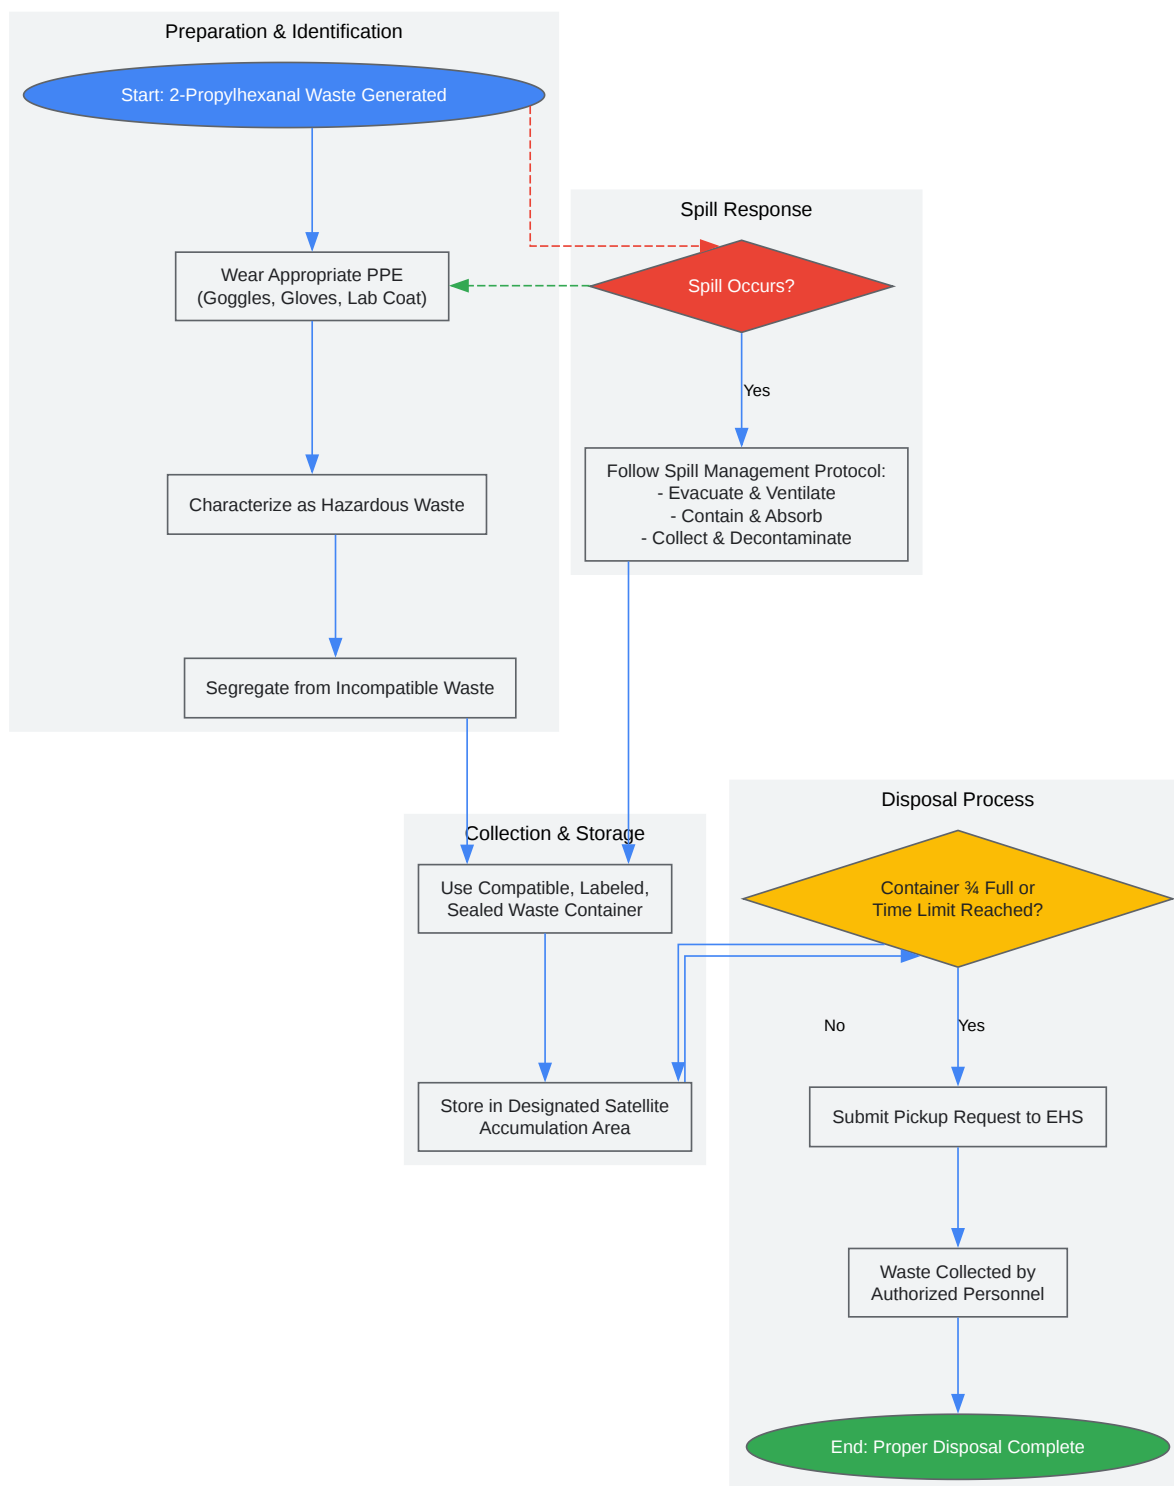 Preparation & Identification
Start: 2-Propylhexanal Waste Generated
Wear Appropriate PPE
(Goggles, Gloves, Lab Coat)
Characterize as Hazardous Waste
Segregate from Incompatible Waste
Spill Response
Spill Occurs?
Yes
Follow Spill Management Protocol:
- Evacuate & Ventilate
- Contain & Absorb
- Collect & Decontaminate
Collection & Storage
Use Compatible, Labeled,
Sealed Waste Container
Store in Designated Satellite
Accumulation Area
Disposal Process
Container ¾ Full or
Time Limit Reached?
No
Yes
Submit Pickup Request to EHS
Waste Collected by
Authorized Personnel
End: Proper Disposal Complete